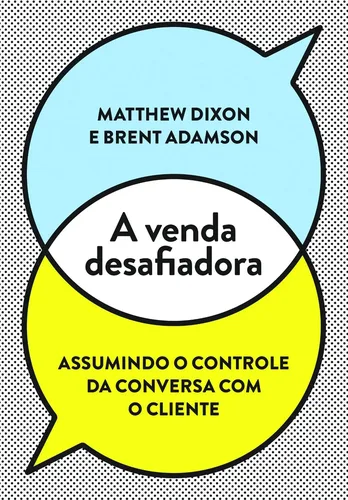 MATTHEW DIXON
E BRENT ADAMSON
A venda
desafiadora
ASSUMINDO O CONTROLE
DA CONVERSA COM
O CLIENTE